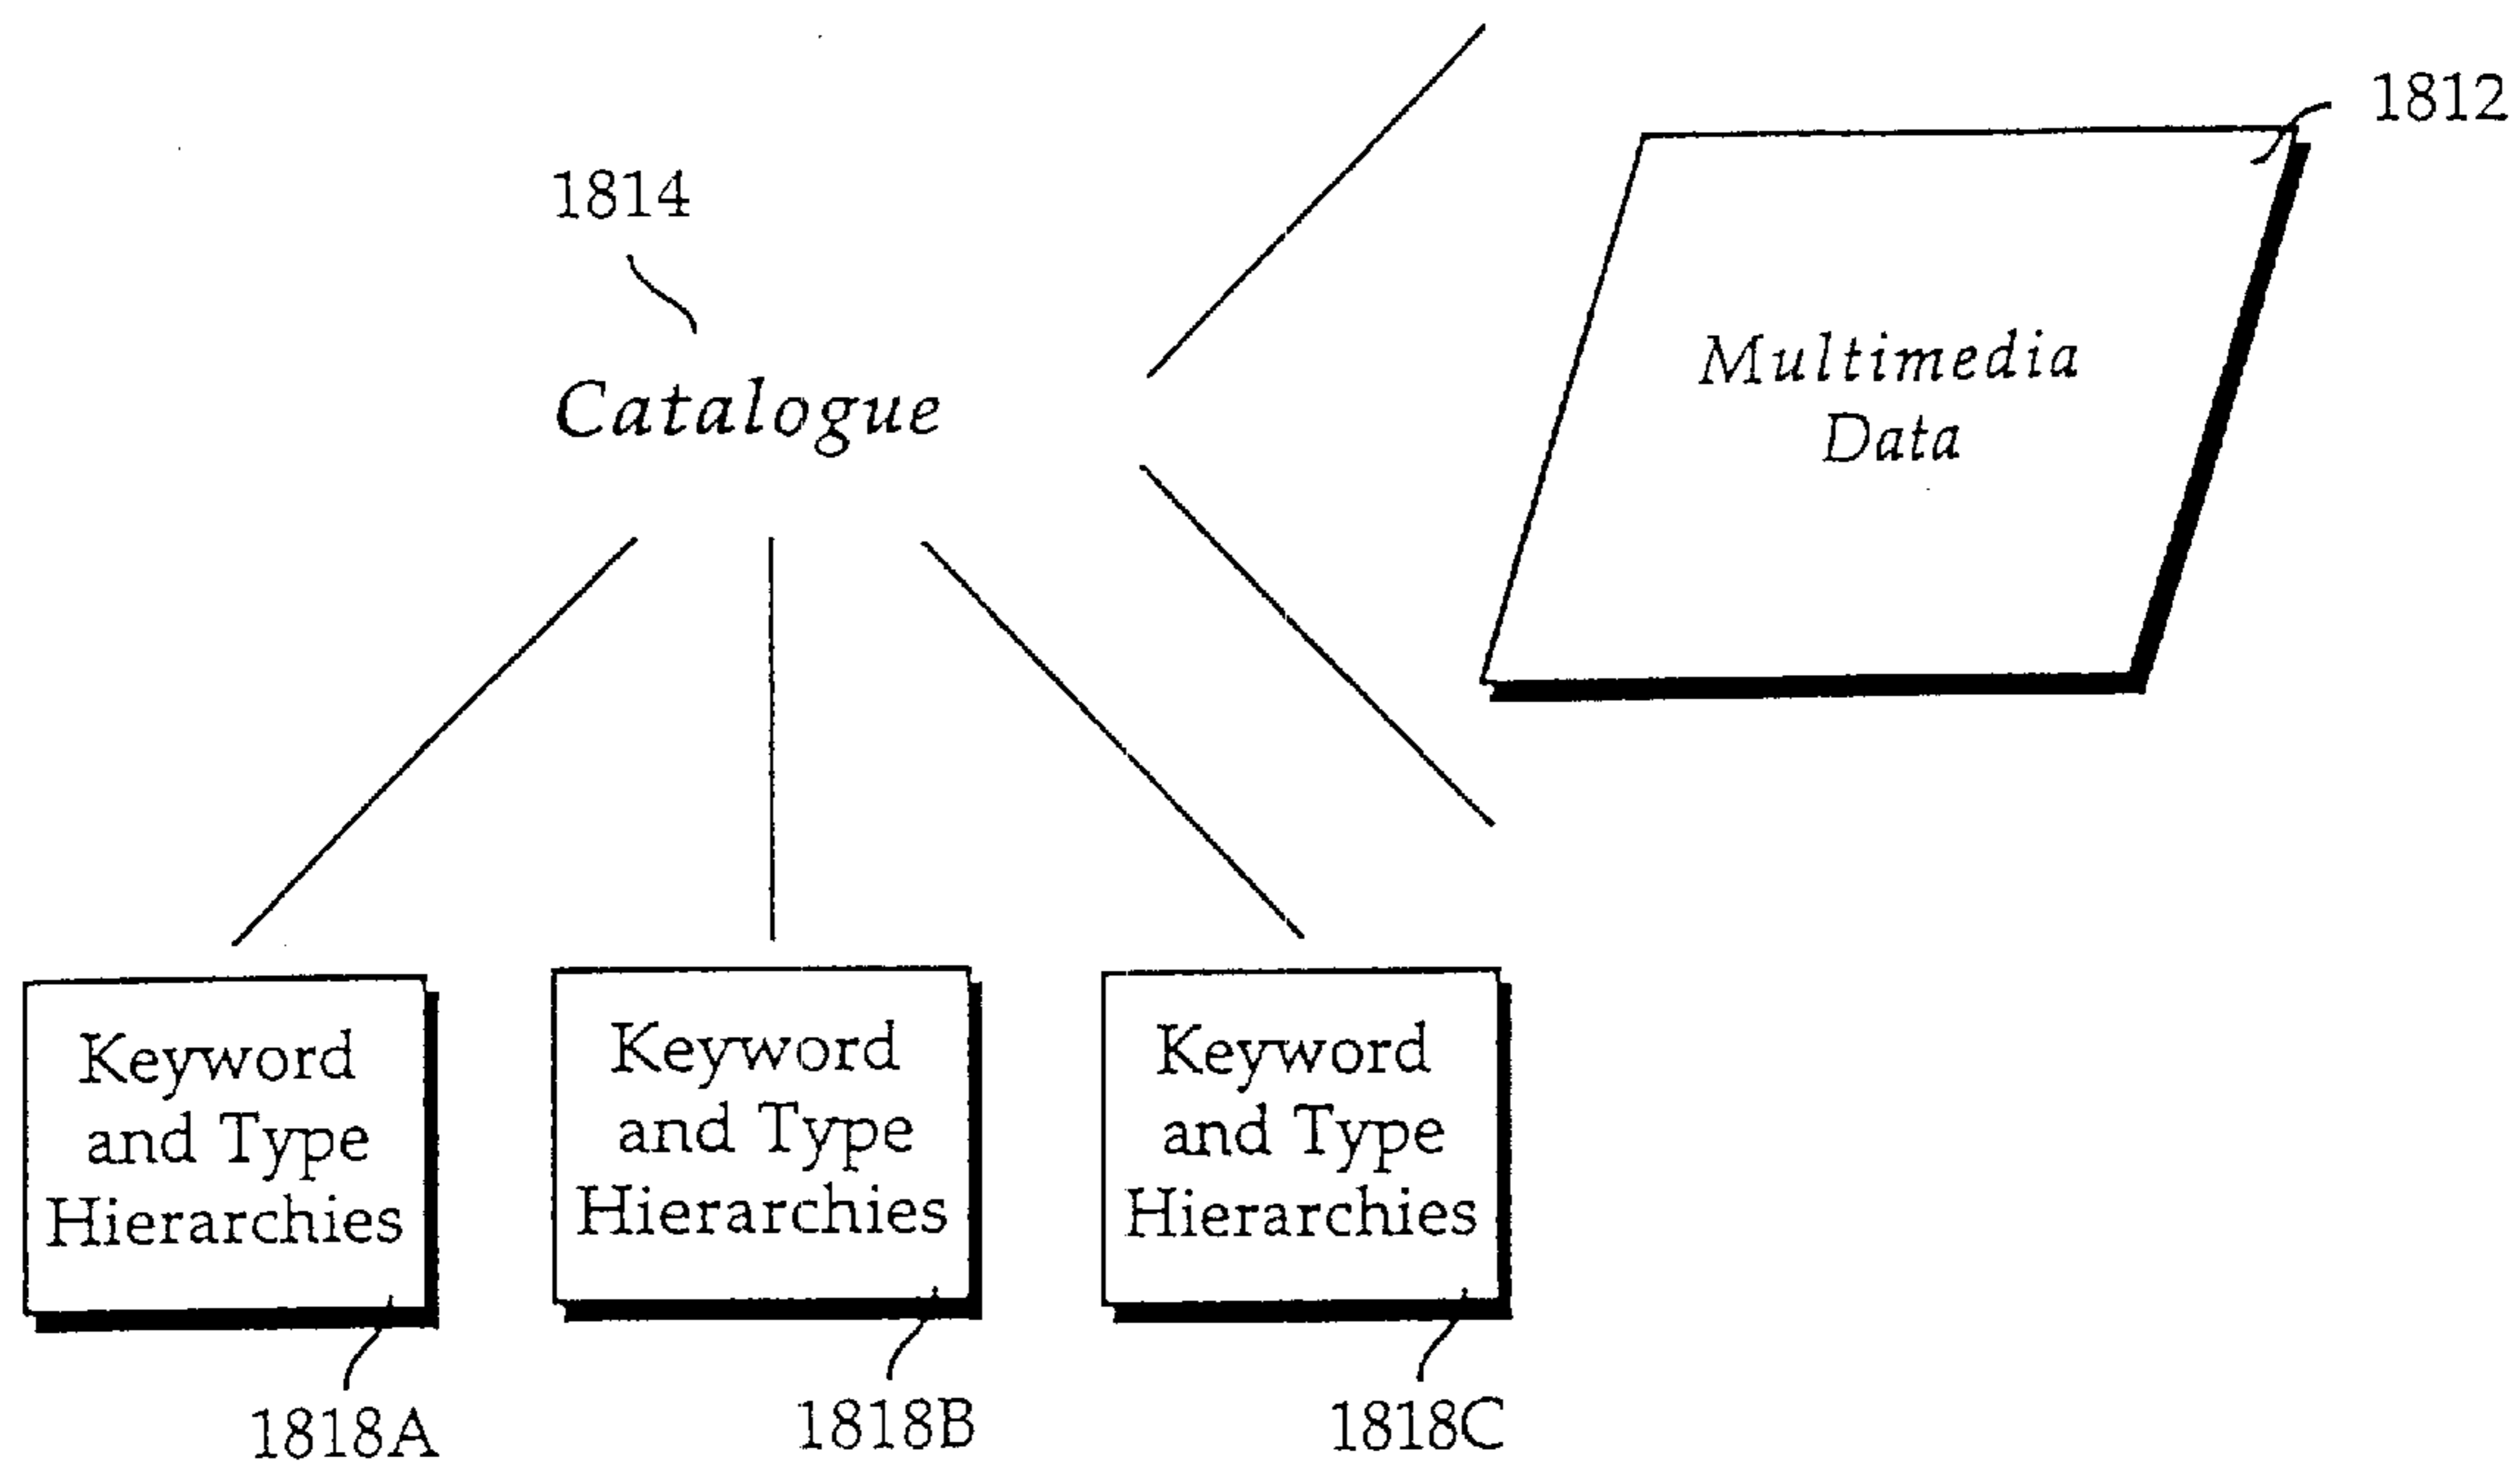 1812
1814
Multimedia
Data
Catalogue
Keyword
and Type
Hierarchies
Keyword
and Type
Hierarchies
Keyword
and Type
Hierarchies
1818A
1818B
1818C